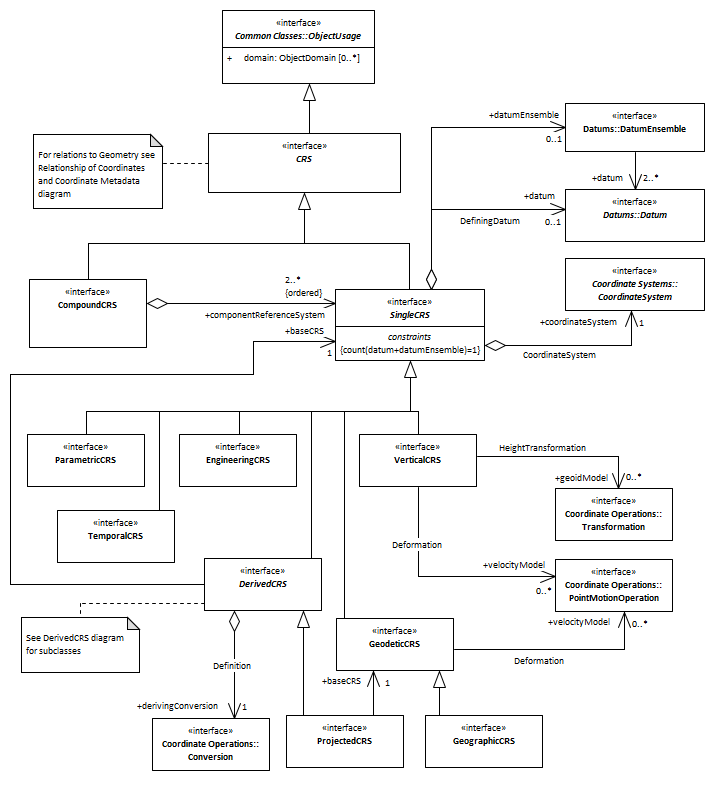 «interface»
Common Classes::ObjectUsage
+ domain: ObjectDomain [0..*]
«interface»
CRS
For relations to Geometry see
Relationship of Coordinates
and Coordinate Metadata
diagram
+datumEnsemble
0..1
«interface»
Datums::DatumEnsemble
+datum
2..*
+datum
DefiningDatum
0..1
«interface»
Datums::Datum
«interface»
CompoundCRS
2..*
{ordered}
+componentReferenceSystem
+baseCRS
1
«interface»
SingleCRS
constraints
{count(datum+datumEnsemble)=1}
«interface»
Coordinate Systems::
CoordinateSystem
+coordinateSystem
1
CoordinateSystem
«interface»
ParametricCRS
«interface»
EngineeringCRS
«interface»
VerticalCRS
HeightTransformation
+geoidModel
0..*
«interface»
Coordinate Operations::
Transformation
«interface»
TemporalCRS
Deformation
+velocityModel
0..*
«interface»
Coordinate Operations::
PointMotionOperation
«interface»
DerivedCRS
See DerivedCRS diagram
for subclasses
«interface»
GeodeticCRS
+velocityModel
0..*
Deformation
Definition
+baseCRS
1
+derivingConversion
1
«interface»
Coordinate Operations::
Conversion
«interface»
ProjectedCRS
«interface»
GeographicCRS